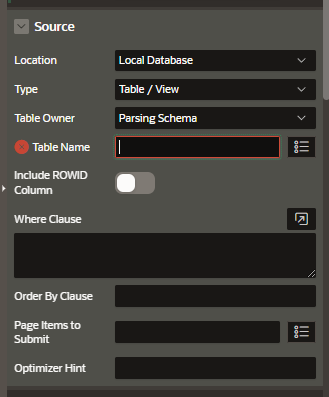 Source
Location Local Database
Type Table / View
Table Owner Parsing Schema
Table Name
Include ROWID
Column
Where Clause
Order By Clause
Page Items to
Submit
Optimizer Hint